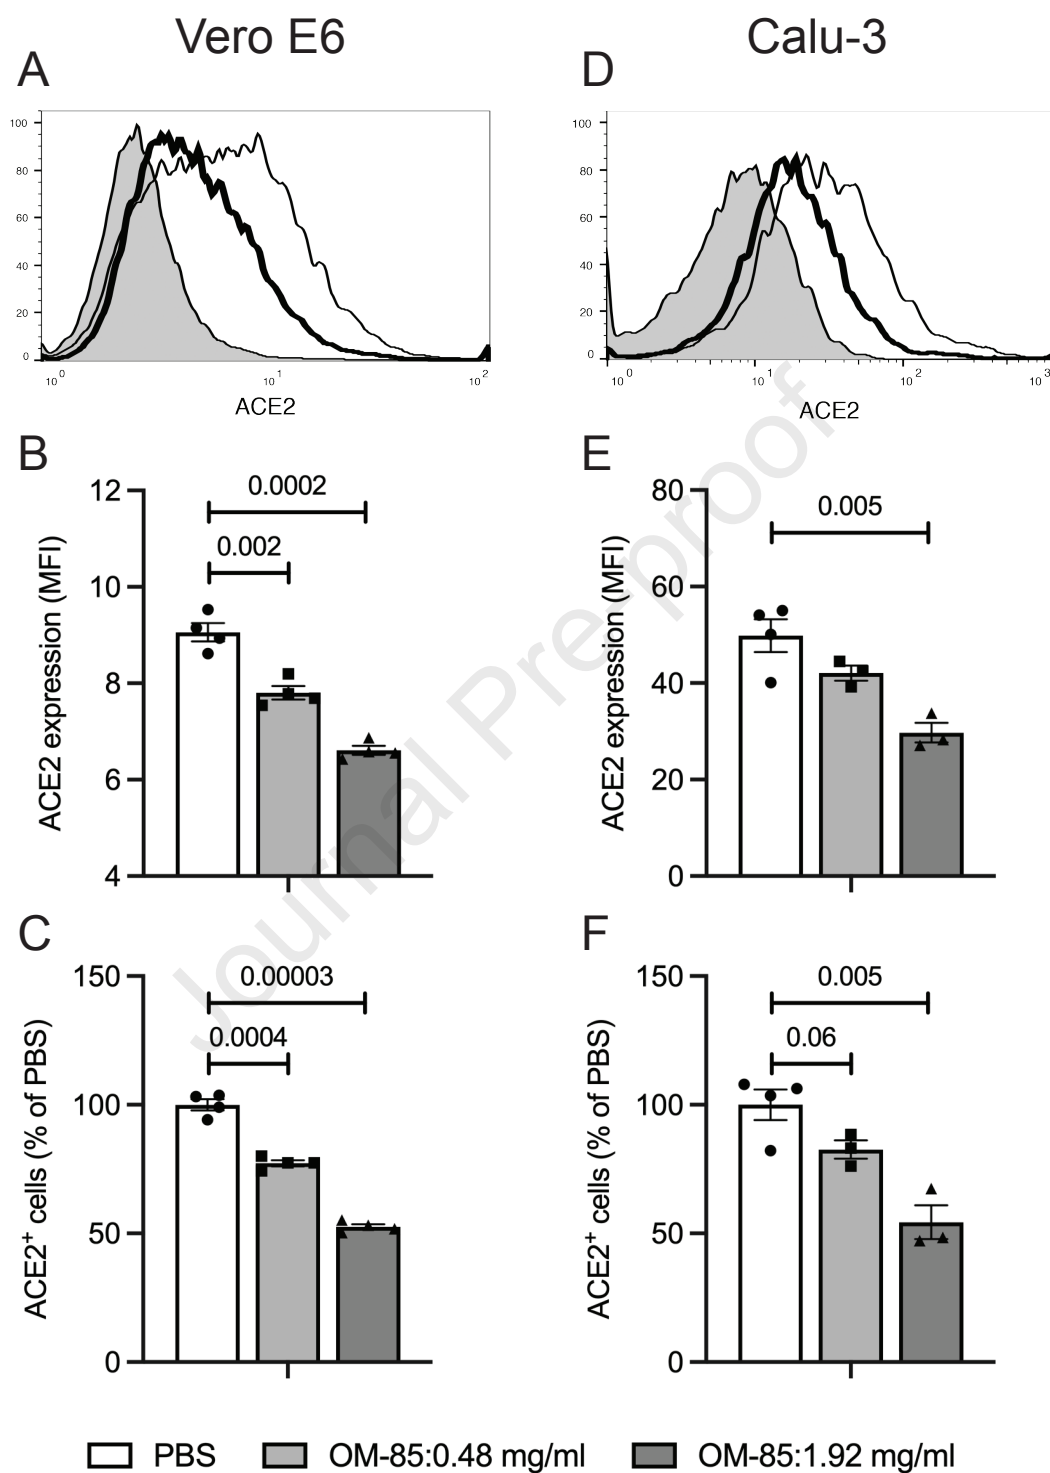 Vero E6
Calu-3
A
D
100
80
60
40
20
0
10 0
10 1
10 2
ACE2
100
80
60
40
20
0
10 0
10 1
10 2
10 3
ACE2
B
E
0.0002
0.002
12
10
8
6
4
ACE2 expression (MFI)
0.005
80
60
40
20
0
ACE2 expression (MFI)
C
F
0.00003
0.0004
150
100
50
0
ACE2+ cells (% of PBS)
0.005
0.06
150
100
50
0
ACE2+ cells (% of PBS)
PBS
OM-85:0.48 mg/ml
OM-85:1.92 mg/ml
Journal Pre-proof